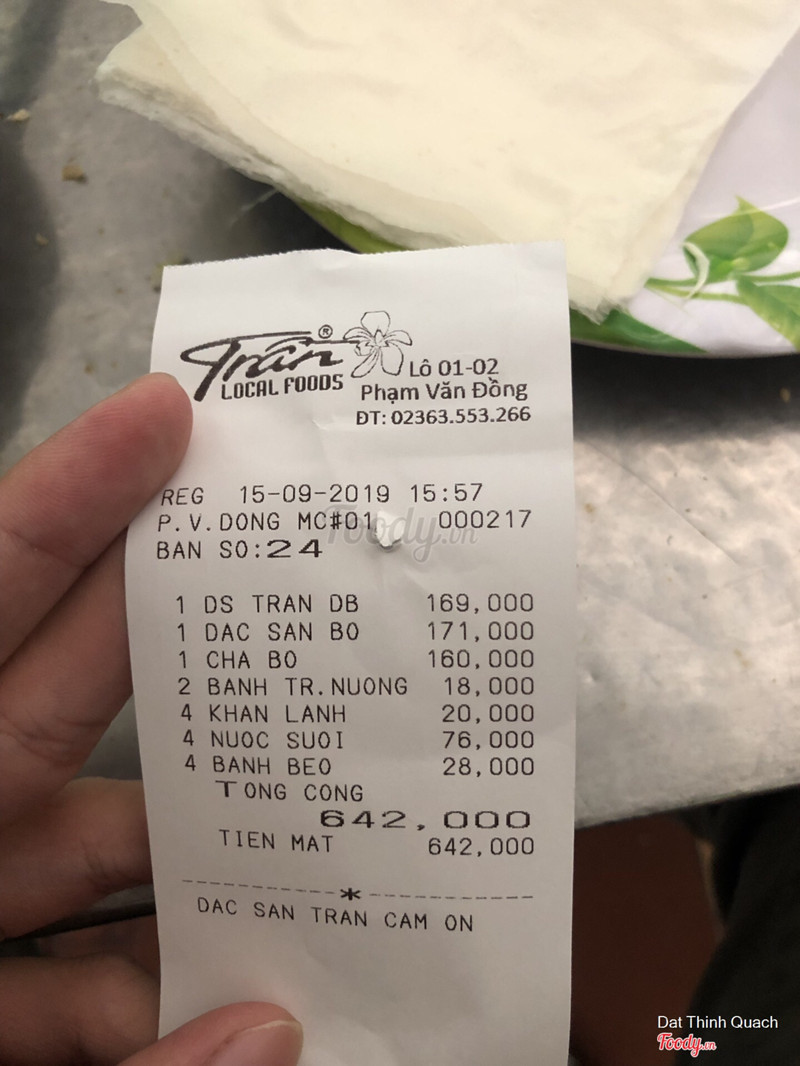 Trần ®
LOCAL FOODS
Lô 01-02
Phạm Văn Đồng
ĐT: 02363.553.266
REG 15-09-2019 15:57
P.V.DONG MC#01 000217
BAN SO:24
1 DS TRAN DB 169,000
1 DAC SAN BO 171,000
1 CHA BO 160,000
2 BANH TR.NUONG 18,000
4 KHAN LANH 20,000
4 NUOC SUOI 76,000
4 BANH BEO 28,000
TONG CONG
642,000
TIEN MAT 642,000
DAC SAN TRAN CAM ON
Foody.vn
Dat Thinh Quach
Foody.vn